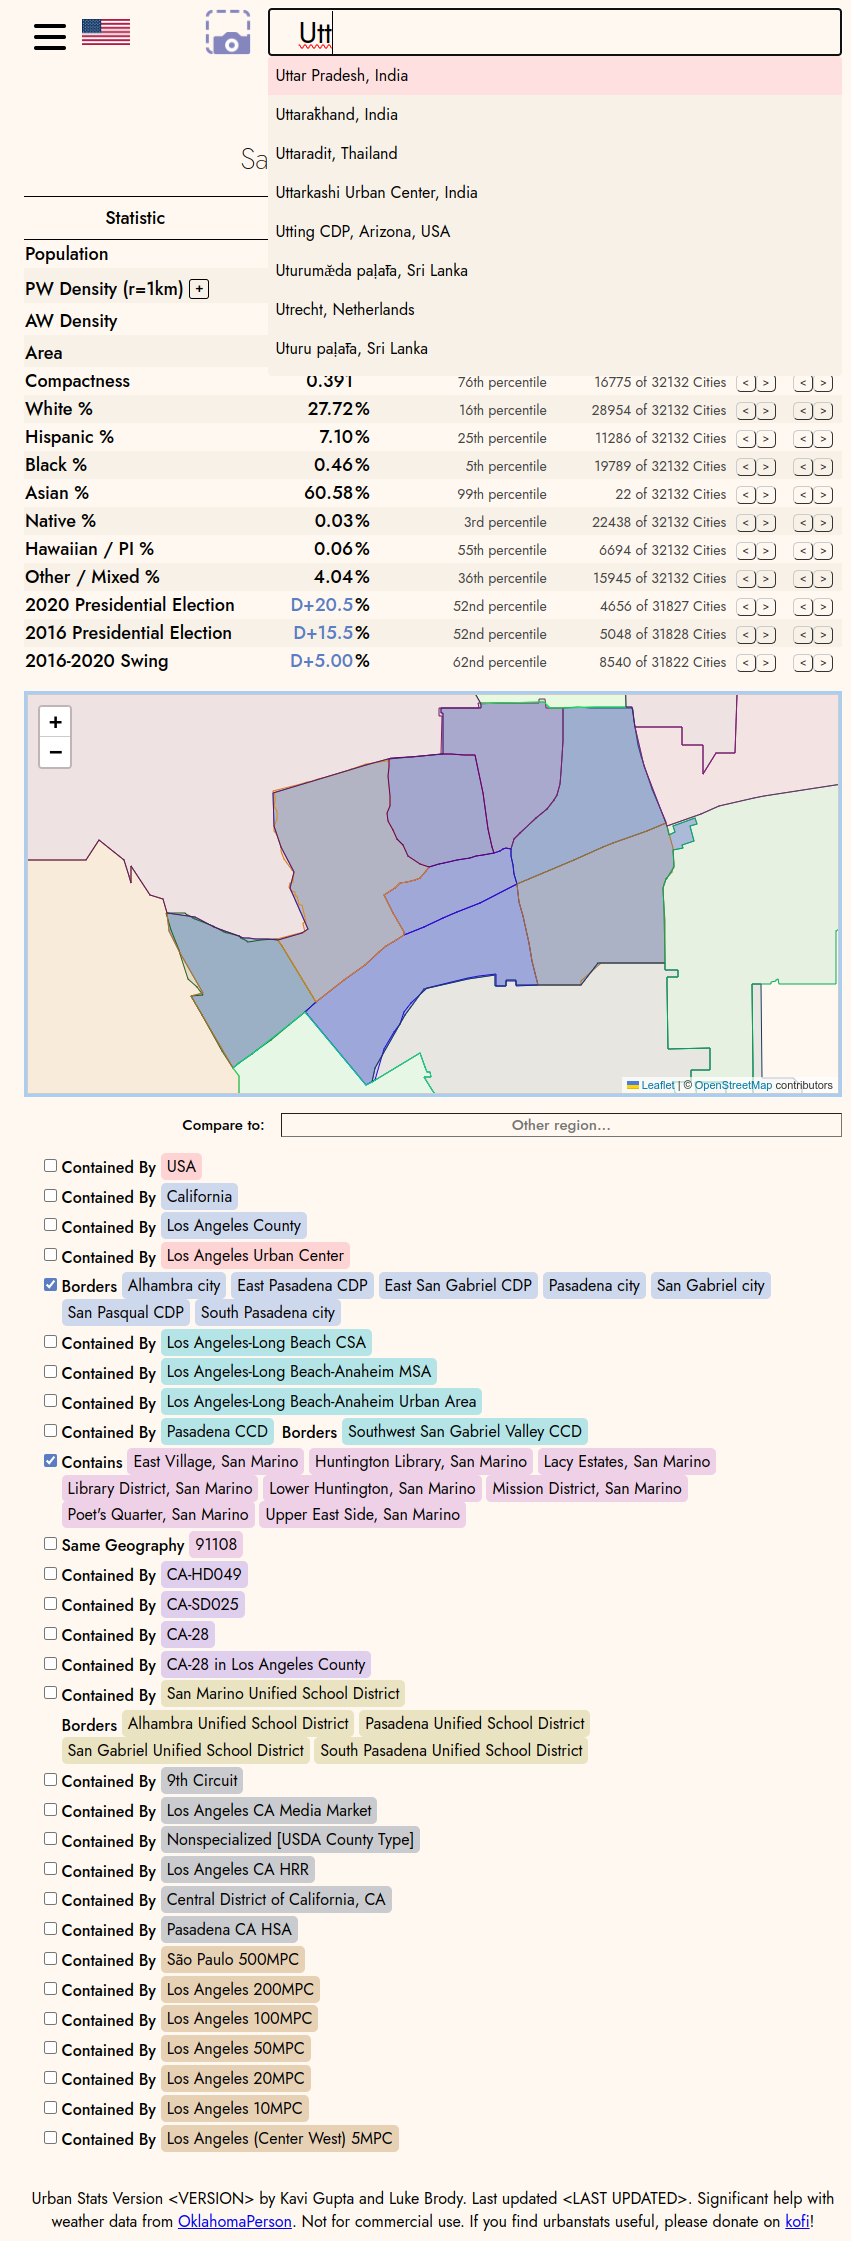 Utt
Uttar Pradesh, India
Uttarākhand, India
Uttaradit, Thailand
Uttarkashi Urban Center, India
Utting CDP, Arizona, USA
Uturumæ̆da paḷāta, Sri Lanka
Utrecht, Netherlands
Uturu paḷāta, Sri Lanka
Sa
Statistic
Population
PW Density (r=1km) +
AW Density
Area
Compactness 0.391 76th percentile 16775 of 32132 Cities < > < >
White % 27.72% 16th percentile 28954 of 32132 Cities < > < >
Hispanic % 7.10% 25th percentile 11286 of 32132 Cities < > < >
Black % 0.46% 5th percentile 19789 of 32132 Cities < > < >
Asian % 60.58% 99th percentile 22 of 32132 Cities < > < >
Native % 0.03% 3rd percentile 22438 of 32132 Cities < > < >
Hawaiian / PI % 0.06% 55th percentile 6694 of 32132 Cities < > < >
Other / Mixed % 4.04% 36th percentile 15945 of 32132 Cities < > < >
2020 Presidential Election D+20.5% 52nd percentile 4656 of 31827 Cities < > < >
2016 Presidential Election D+15.5% 52nd percentile 5048 of 31828 Cities < > < >
2016-2020 Swing D+5.00% 62nd percentile 8540 of 31822 Cities < > < >
+
−
Leaflet | © OpenStreetMap contributors
Compare to: Other region...
Contained By USA
Contained By California
Contained By Los Angeles County
Contained By Los Angeles Urban Center
Borders Alhambra city East Pasadena CDP East San Gabriel CDP Pasadena city San Gabriel city
San Pasqual CDP South Pasadena city
Contained By Los Angeles-Long Beach CSA
Contained By Los Angeles-Long Beach-Anaheim MSA
Contained By Los Angeles-Long Beach-Anaheim Urban Area
Contained By Pasadena CCD Borders Southwest San Gabriel Valley CCD
Contains East Village, San Marino Huntington Library, San Marino Lacy Estates, San Marino
Library District, San Marino Lower Huntington, San Marino Mission District, San Marino
Poet's Quarter, San Marino Upper East Side, San Marino
Same Geography 91108
Contained By CA-HD049
Contained By CA-SD025
Contained By CA-28
Contained By CA-28 in Los Angeles County
Contained By San Marino Unified School District
Borders Alhambra Unified School District Pasadena Unified School District
San Gabriel Unified School District South Pasadena Unified School District
Contained By 9th Circuit
Contained By Los Angeles CA Media Market
Contained By Nonspecialized [USDA County Type]
Contained By Los Angeles CA HRR
Contained By Central District of California, CA
Contained By Pasadena CA HSA
Contained By São Paulo 500MPC
Contained By Los Angeles 200MPC
Contained By Los Angeles 100MPC
Contained By Los Angeles 50MPC
Contained By Los Angeles 20MPC
Contained By Los Angeles 10MPC
Contained By Los Angeles (Center West) 5MPC
Urban Stats Version <VERSION> by Kavi Gupta and Luke Brody. Last updated <LAST UPDATED>. Significant help with
weather data from OklahomaPerson. Not for commercial use. If you find urbanstats useful, please donate on kofi!